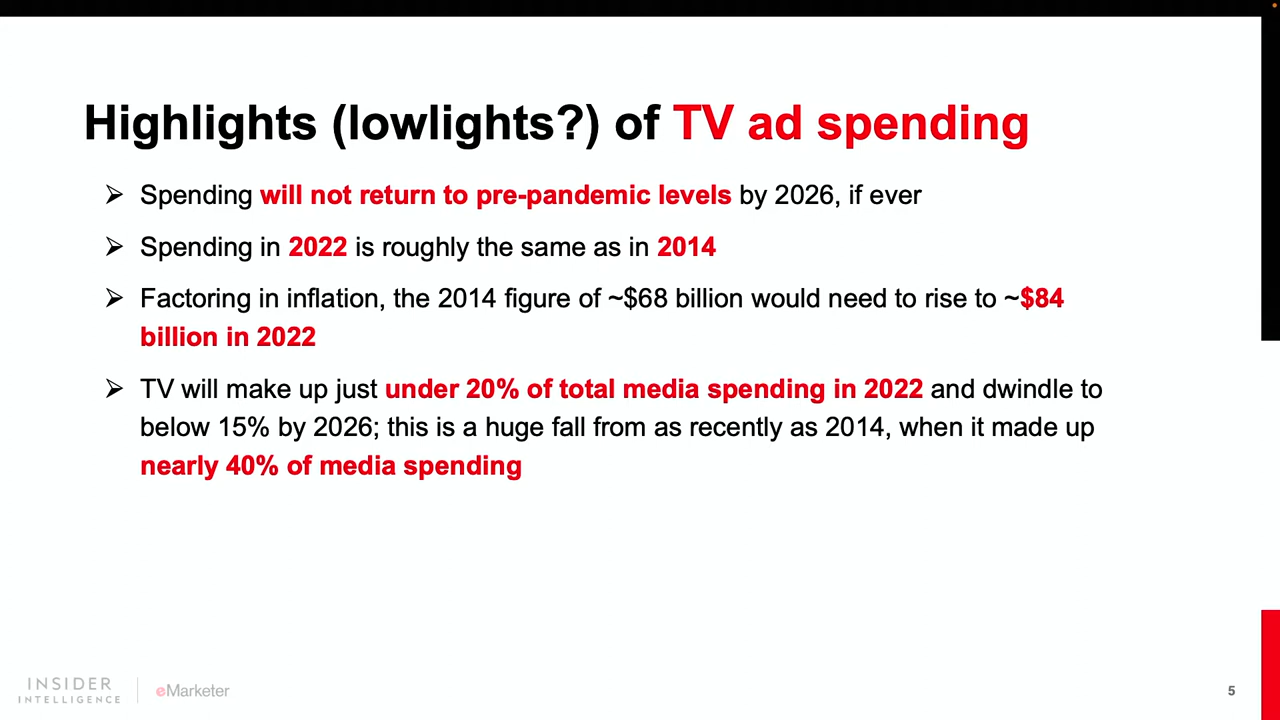 Highlights (lowlights?) of TV ad spending
➢ Spending will not return to pre-pandemic levels by 2026, if ever
➢ Spending in 2022 is roughly the same as in 2014
➢ Factoring in inflation, the 2014 figure of ~$68 billion would need to rise to ~$84
billion in 2022
➢ TV will make up just under 20% of total media spending in 2022 and dwindle to
below 15% by 2026; this is a huge fall from as recently as 2014, when it made up
nearly 40% of media spending
INSIDER
INTELLIGENCE
eMarketer
5